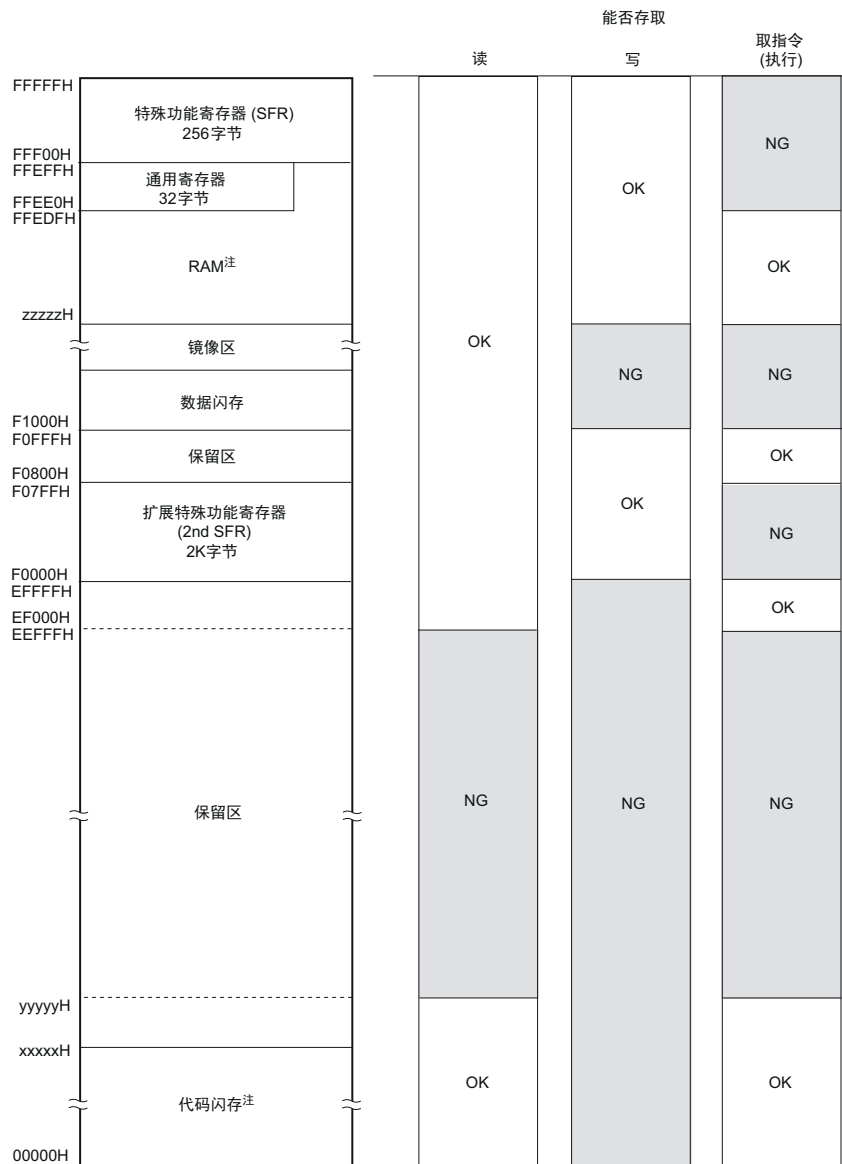 能否存取
读
写
取指令
(执行)
FFFFFH
特殊功能寄存器 (SFR)
256字节
FFF00H
FFEFFH
通用寄存器
32字节
FFEE0H
FFEDFH
NG
OK
RAM注
OK
zzzzzH
镜像区
OK
NG
NG
数据闪存
F1000H
F0FFFH
保留区
OK
F0800H
F07FFH
扩展特殊功能寄存器
(2nd SFR)
2K字节
OK
NG
F0000H
EFFFFH
EF000H
EEFFFH
OK
保留区
NG
NG
NG
yyyyyH
xxxxxH
代码闪存注
OK
OK
00000H